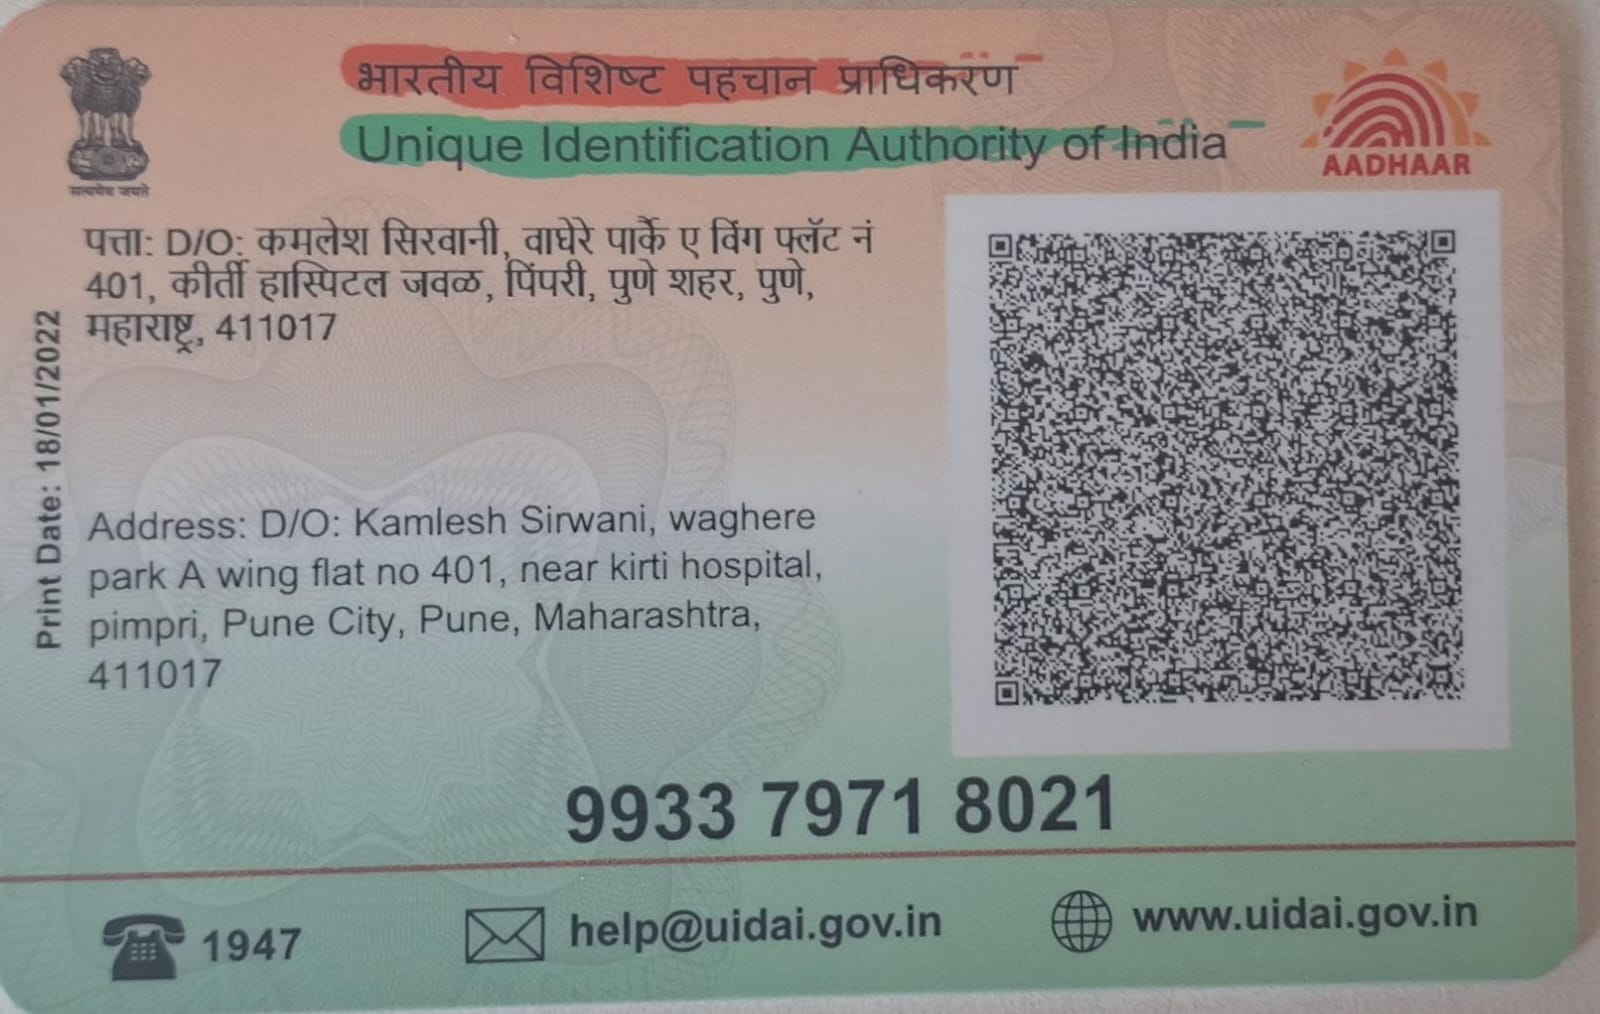 भारतीय विशिष्ट पहचान प्राधिकरण
Unique Identification Authority of India
सत्यमेव जयते
AADHAAR
पत्ता: D/O: कमलेश सिरवानी, वाघेरे पार्के ए विंग फ्लॅट नं
401, कीर्ती हास्पिटल जवळ, पिंपरी, पुणे शहर, पुणे,
महाराष्ट्र, 411017
Print Date: 18/01/2022
Address: D/O: Kamlesh Sirwani, waghere
park A wing flat no 401, near kirti hospital,
pimpri, Pune City, Pune, Maharashtra,
411017
9933 7971 8021
1947
help@uidai.gov.in
www.uidai.gov.in